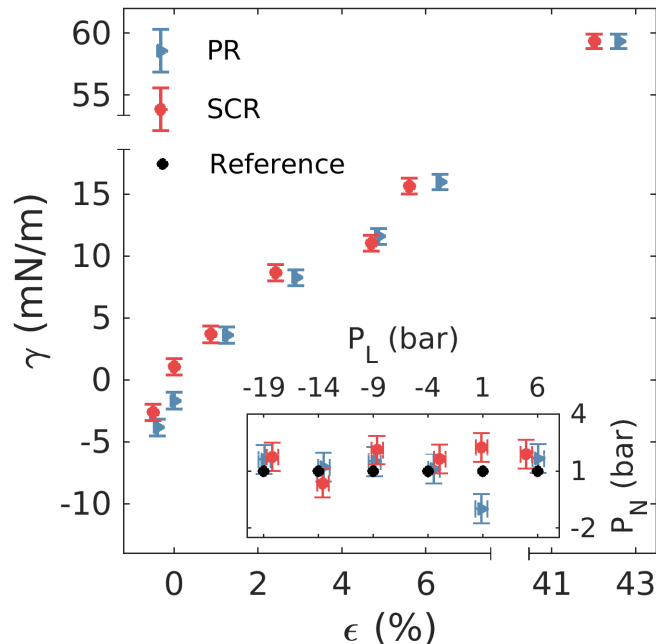 60
55
15
10
5
0
-5
-10
γ (mN/m)
PR
SCR
Reference
P_L (bar)
-19 -14 -9 -4 1 6
4
1
-2
P_N (bar)
0 2 4 6 41 43
ϵ (%)